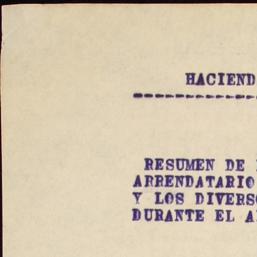 HACIEND
RESUMEN DE
ARRENDATARIO
Y LOS DIVERSO
DURANTE EL A